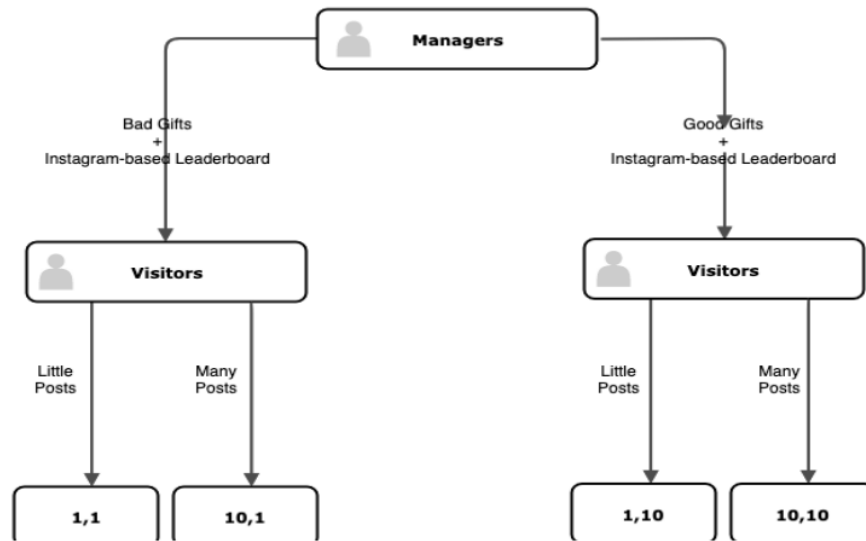 Managers
Bad Gifts
+
Instagram-based Leaderboard
Good Gifts
+
Instagram-based Leaderboard
Visitors
Visitors
Little
Posts
Many
Posts
Little
Posts
Many
Posts
1,1
10,1
1,10
10,10